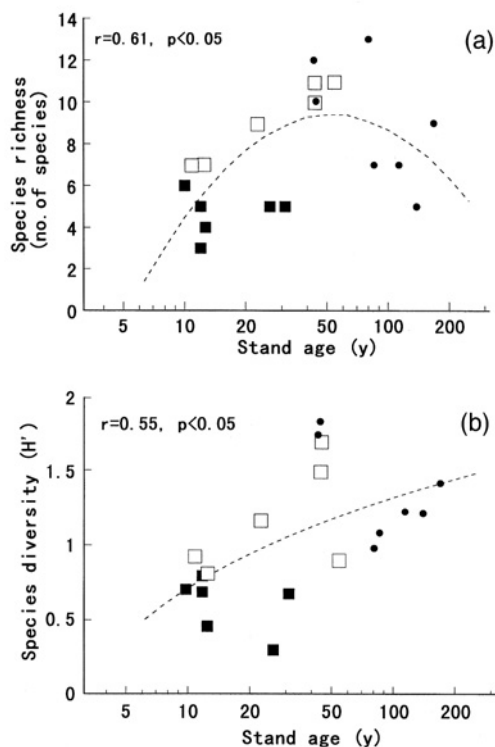 (a)
r=0.61, p<0.05
Species richness
(no. of species)
14
12
10
8
6
4
2
0
5 10 20 50 100 200
Stand age (y)
(b)
r=0.55, p<0.05
Species diversity (H')
2
1.5
1
0.5
0
5 10 20 50 100 200
Stand age (y)